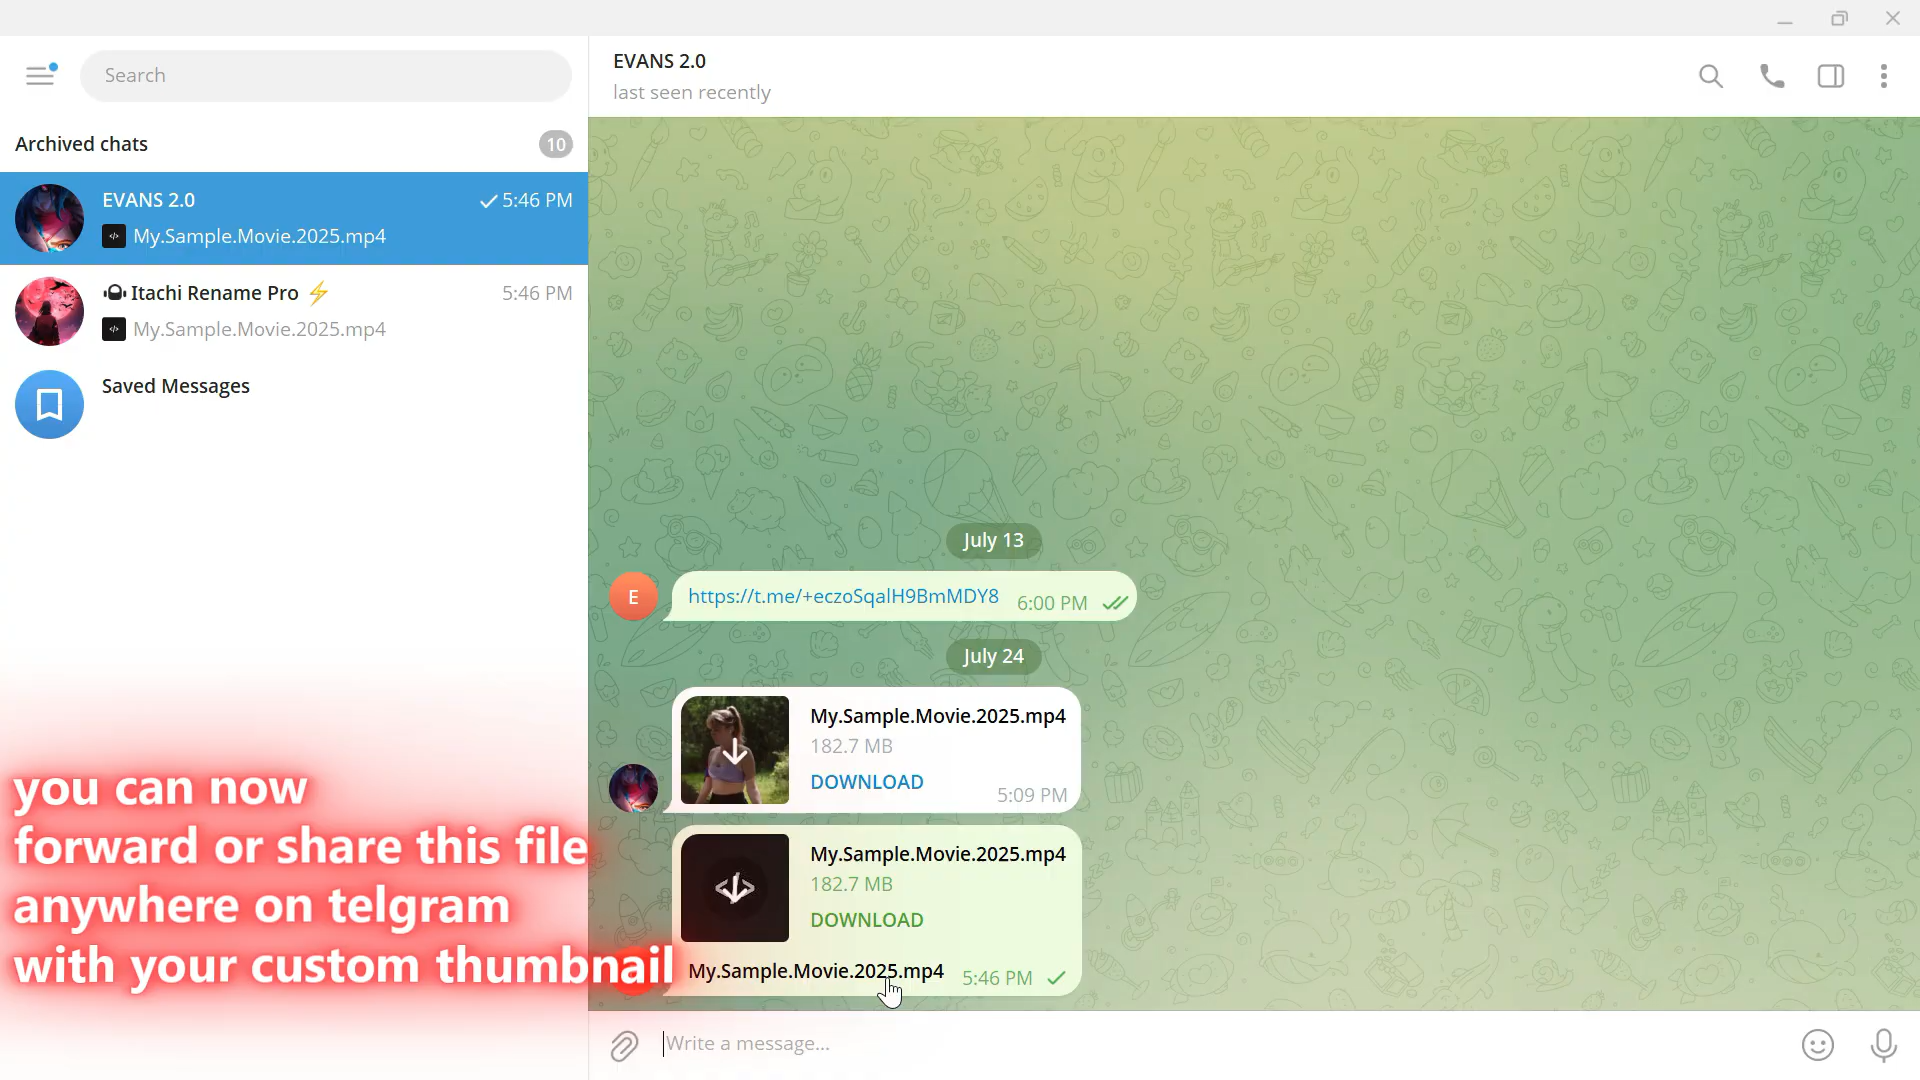 Search
Archived chats 10
EVANS 2.0 5:46 PM
</> My.Sample.Movie.2025.mp4
Itachi Rename Pro ⚡ 5:46 PM
</> My.Sample.Movie.2025.mp4
Saved Messages
EVANS 2.0
last seen recently
July 13
E
https://t.me/+eczoSqalH9BmMDY8 6:00 PM
July 24
My.Sample.Movie.2025.mp4
182.7 MB
DOWNLOAD
5:09 PM
</>
My.Sample.Movie.2025.mp4
182.7 MB
DOWNLOAD
My.Sample.Movie.2025.mp4 5:46 PM
Write a message...
you can now
forward or share this file
anywhere on telgram
with your custom thumbnail